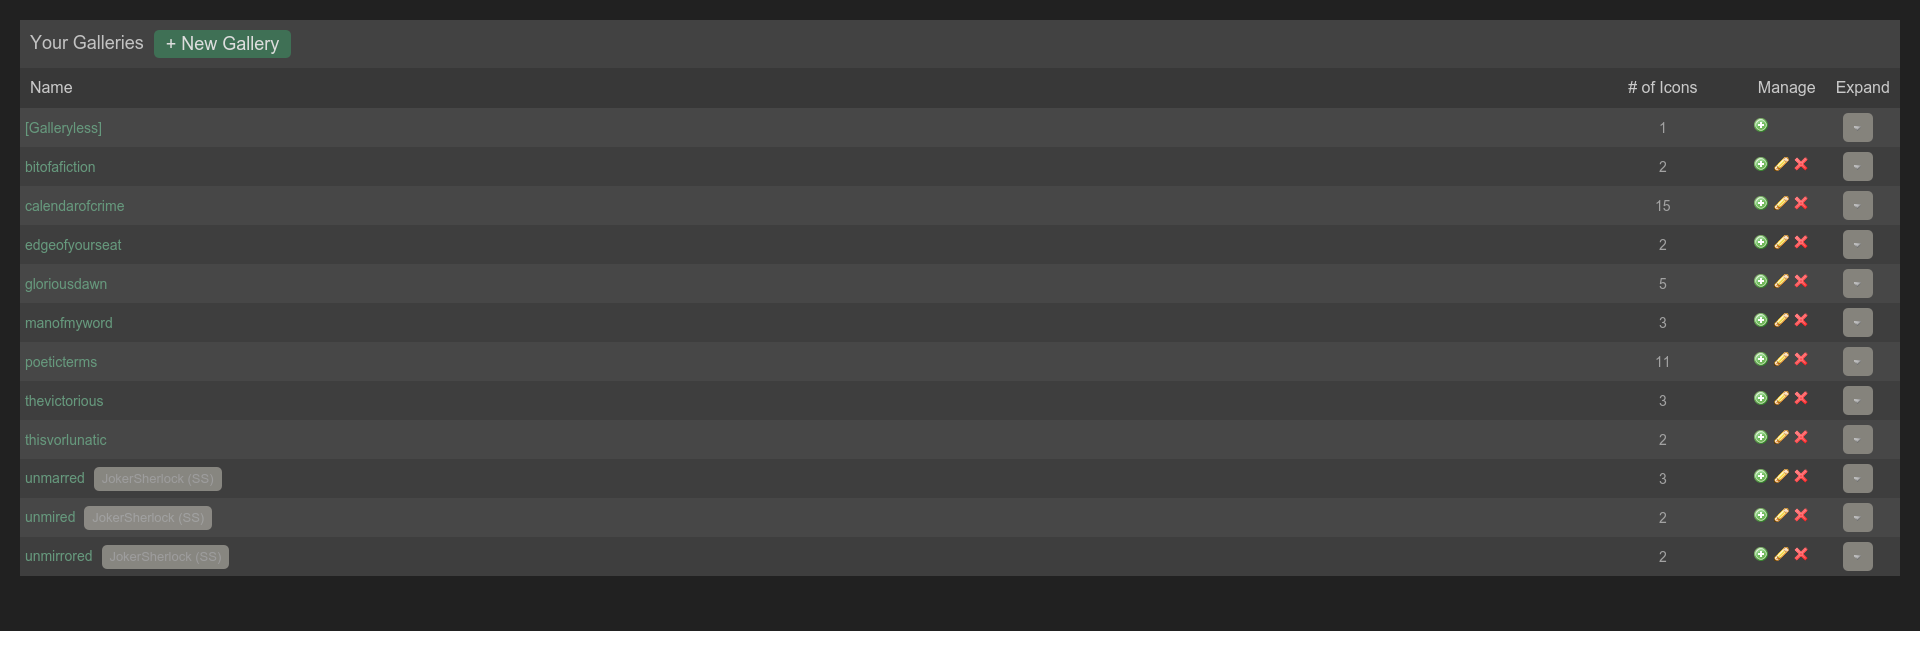 Your Galleries + New Gallery
Name # of Icons Manage Expand
[Galleryless] 1
bitofafiction 2
calendarofcrime 15
edgeofyourseat 2
gloriousdawn 5
manofmyword 3
poeticterms 11
thevictorious 3
thisvorlunatic 2
unmarred JokerSherlock (SS) 3
unmired JokerSherlock (SS) 2
unmirrored JokerSherlock (SS) 2